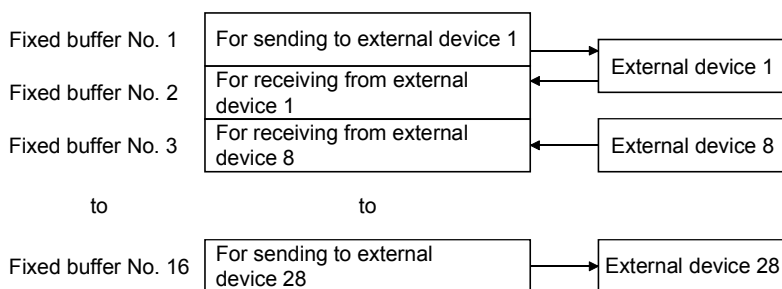 Fixed buffer No. 1
For sending to external device 1
External device 1
Fixed buffer No. 2
For receiving from external
device 1
Fixed buffer No. 3
For receiving from external
device 8
External device 8
to
to
Fixed buffer No. 16
For sending to external
device 28
External device 28